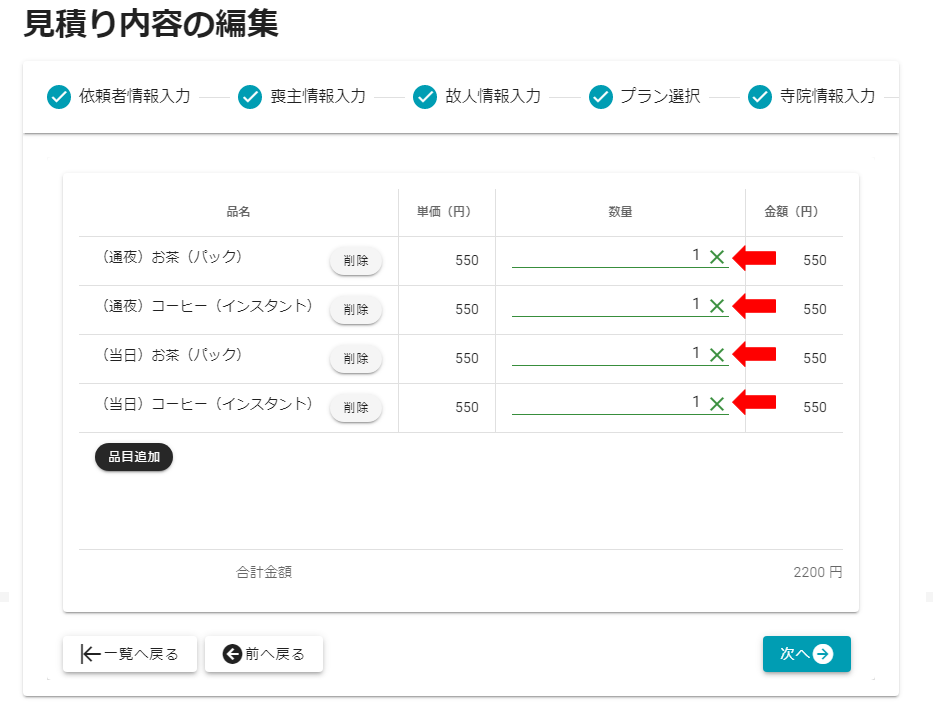 見積り内容の編集
依頼者情報入力 喪主情報入力 故人情報入力 プラン選択 寺院情報入力
品名 単価（円） 数量 金額（円）
（通夜）お茶（パック） 削除 550 1 550
（通夜）コーヒー（インスタント） 削除 550 1 550
（当日）お茶（パック） 削除 550 1 550
（当日）コーヒー（インスタント） 削除 550 1 550
品目追加
合計金額 2200 円
一覧へ戻る 前へ戻る 次へ